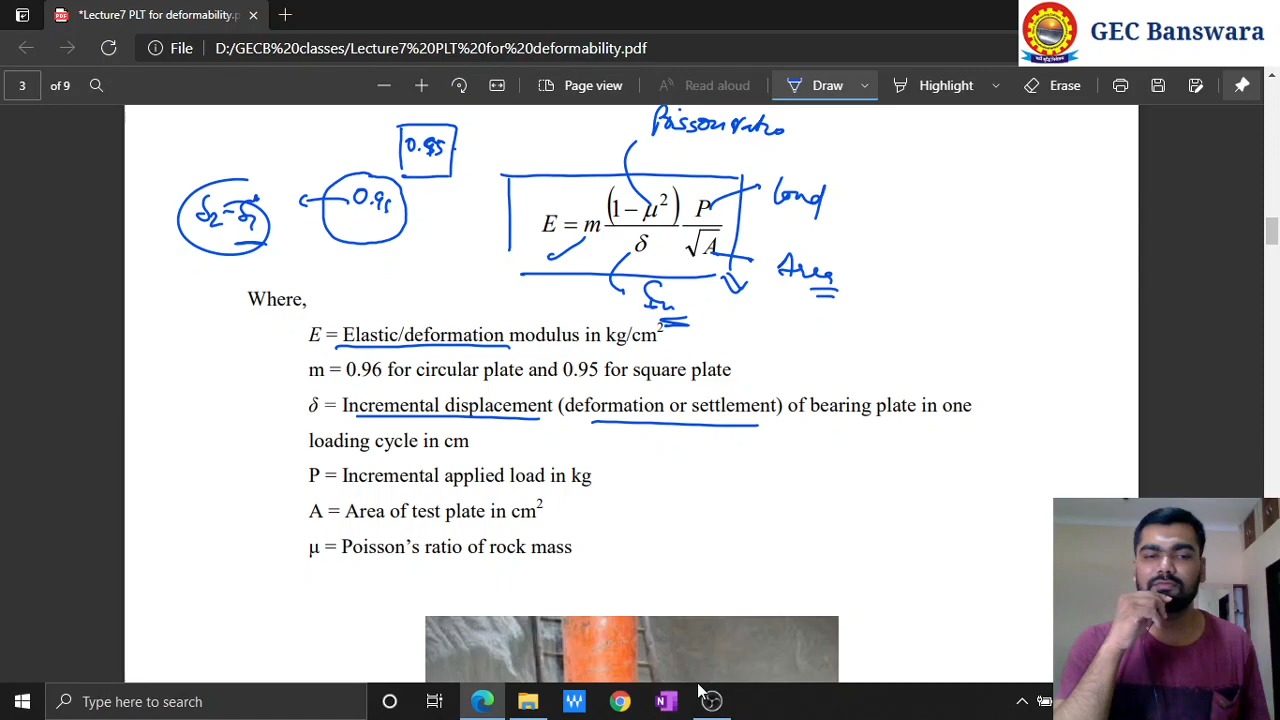 *Lecture7 PLT for deformability.p
GEC Banswara
File D:/GECB%20classes/Lecture7%20PLT%20for%20deformability.pdf
3 of 9 Page view Read aloud Draw Highlight Erase
Poisson ratio
0.95
δ2-δ1
E = m (1-μ²)/δ P/√A
Load
Area
Where,
E = Elastic/deformation modulus in kg/cm²
m = 0.96 for circular plate and 0.95 for square plate
δ = Incremental displacement (deformation or settlement) of bearing plate in one
loading cycle in cm
P = Incremental applied load in kg
A = Area of test plate in cm²
μ = Poisson's ratio of rock mass
Type here to search